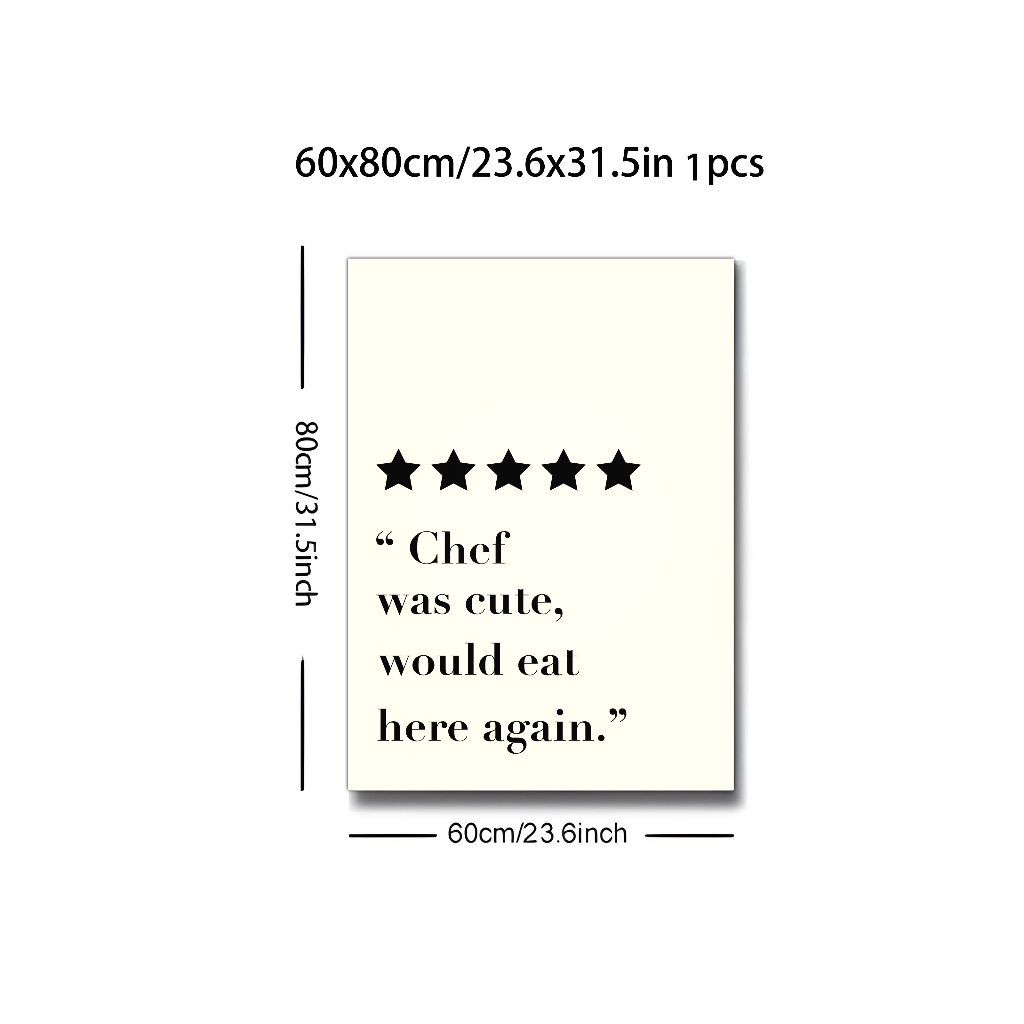 60x80cm/23.6x31.5in 1pcs
80cm/31.5inch
“ Chef
was cute,
would eat
here again.”
60cm/23.6inch